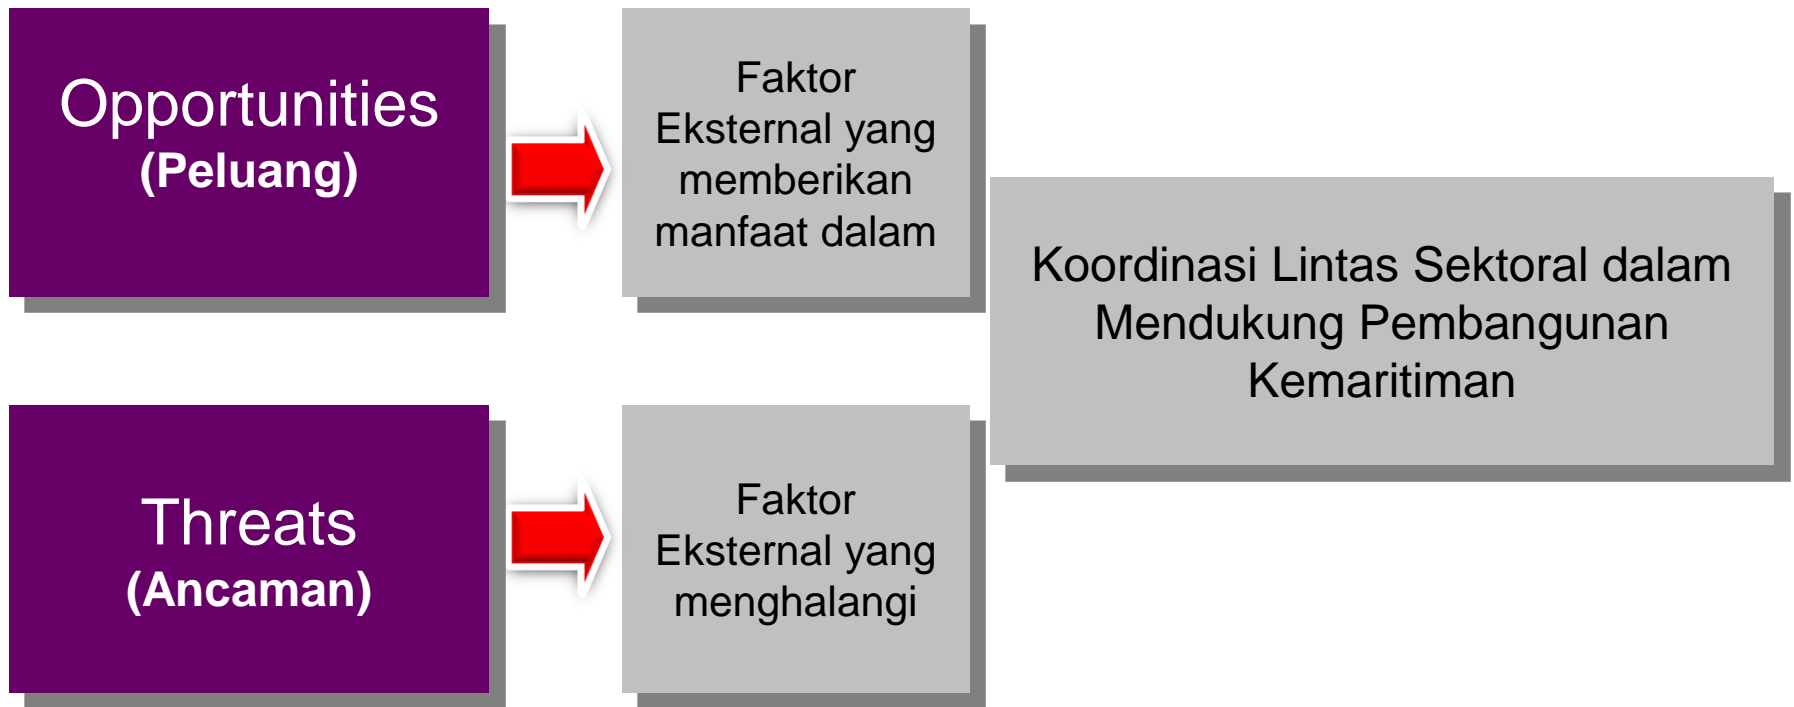 Opportunities
(Peluang)
Faktor
Eksternal yang
memberikan
manfaat dalam
Koordinasi Lintas Sektoral dalam
Mendukung Pembangunan
Kemaritiman
Threats
(Ancaman)
Faktor
Eksternal yang
menghalangi